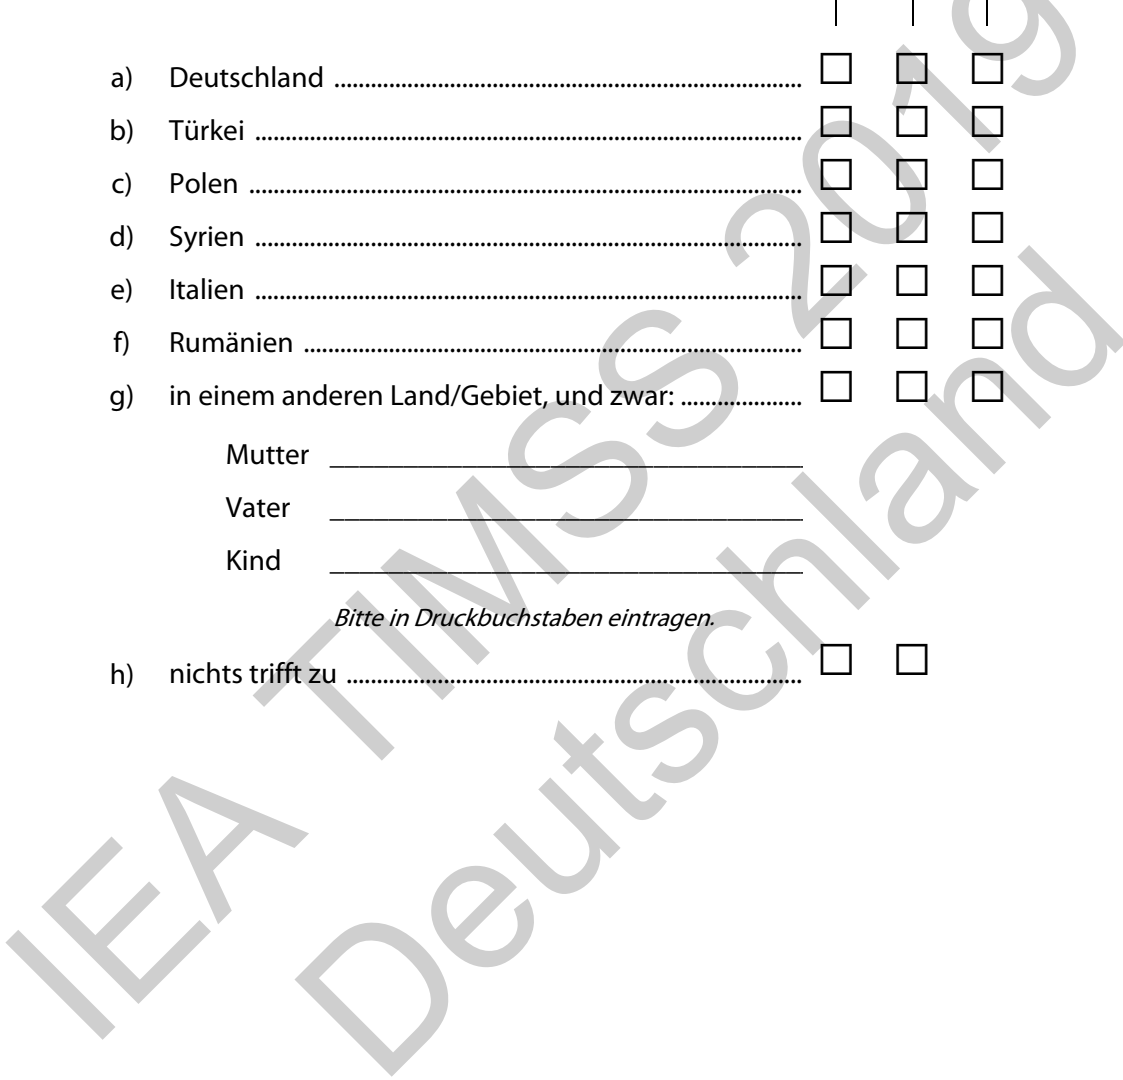 a) Deutschland ☐ ☐ ☐
b) Türkei ☐ ☐ ☐
c) Polen ☐ ☐ ☐
d) Syrien ☐ ☐ ☐
e) Italien ☐ ☐ ☐
f) Rumänien ☐ ☐ ☐
g) in einem anderen Land/Gebiet, und zwar: ☐ ☐ ☐
Mutter
Vater
Kind
Bitte in Druckbuchstaben eintragen.
h) nichts trifft zu ☐ ☐
IEA TIMSS 2019
Deutschland